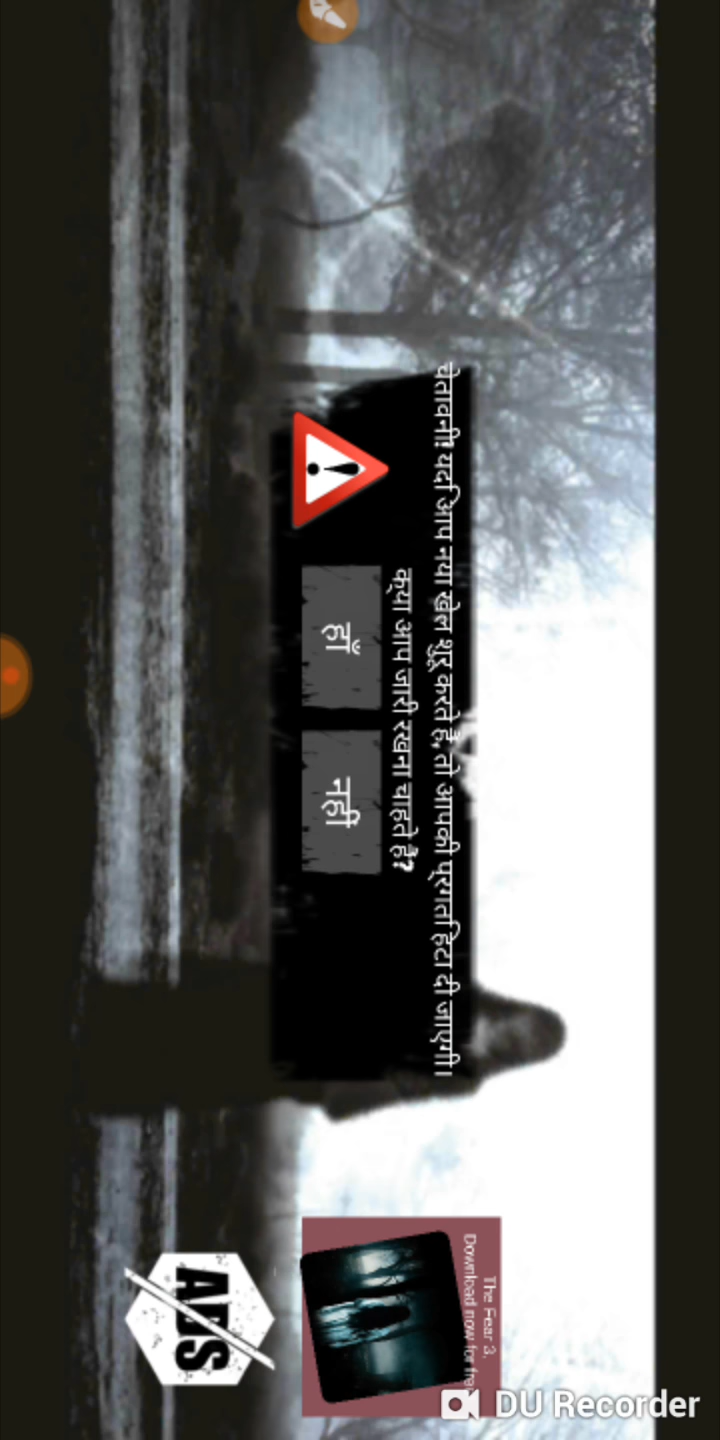 चेतावनी! यदि आप नया खेल शुरू करते हैं, तो आपकी प्रगति हटा दी जाएगी।
क्या आप जारी रखना चाहते हैं?
हाँ
नहीं
The Fear 3.
Download now for free
ADS
DU Recorder